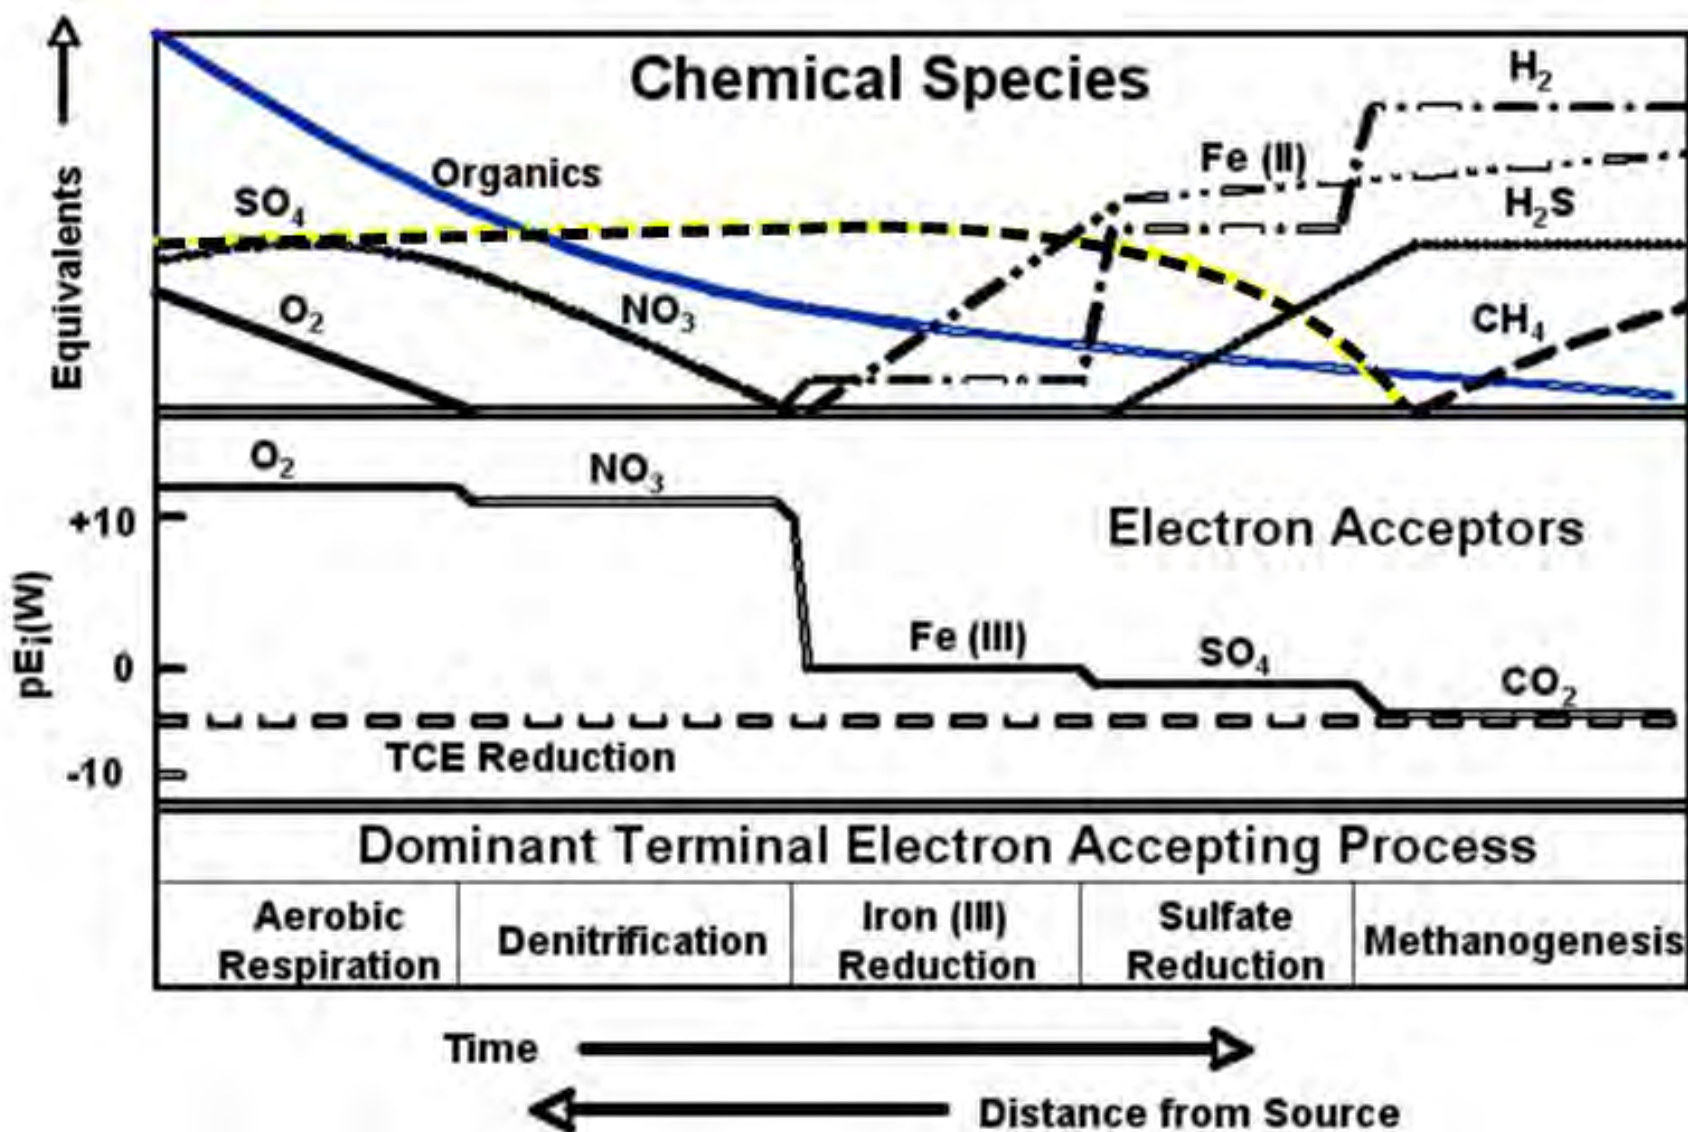 Chemical Species
H₂
Fe (II)
Organics
SO₄
H₂S
O₂
NO₃
CH₄
Equivalents
O₂
NO₃
+10
Electron Acceptors
pEᵢ(W)
Fe (III)
SO₄
0
CO₂
TCE Reduction
-10
Dominant Terminal Electron Accepting Process
Aerobic
Respiration
Denitrification
Iron (III)
Reduction
Sulfate
Reduction
Methanogenesis
Time
Distance from Source